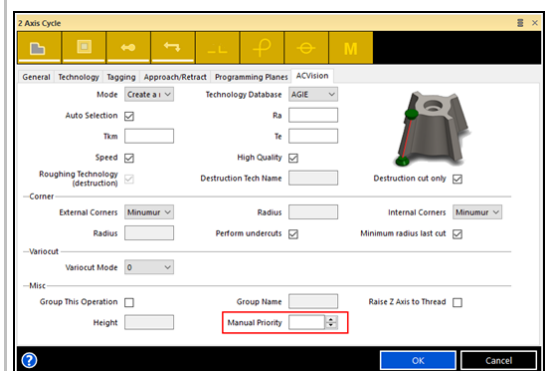 2 Axis Cycle
M
General Technology Tagging Approach/Retract Programming Planes ACVision
Mode Create a Technology Database AGIE
Auto Selection Ra
Tkm Te
Speed High Quality
Roughing Technology (destruction) Destruction Tech Name Destruction cut only
Corner
External Corners Minumur Radius Internal Corners Minumur
Radius Perform undercuts Minimum radius last cut
Variocut
Variocut Mode 0
Misc
Group This Operation Group Name Raise Z Axis to Thread
Height Manual Priority
? OK Cancel